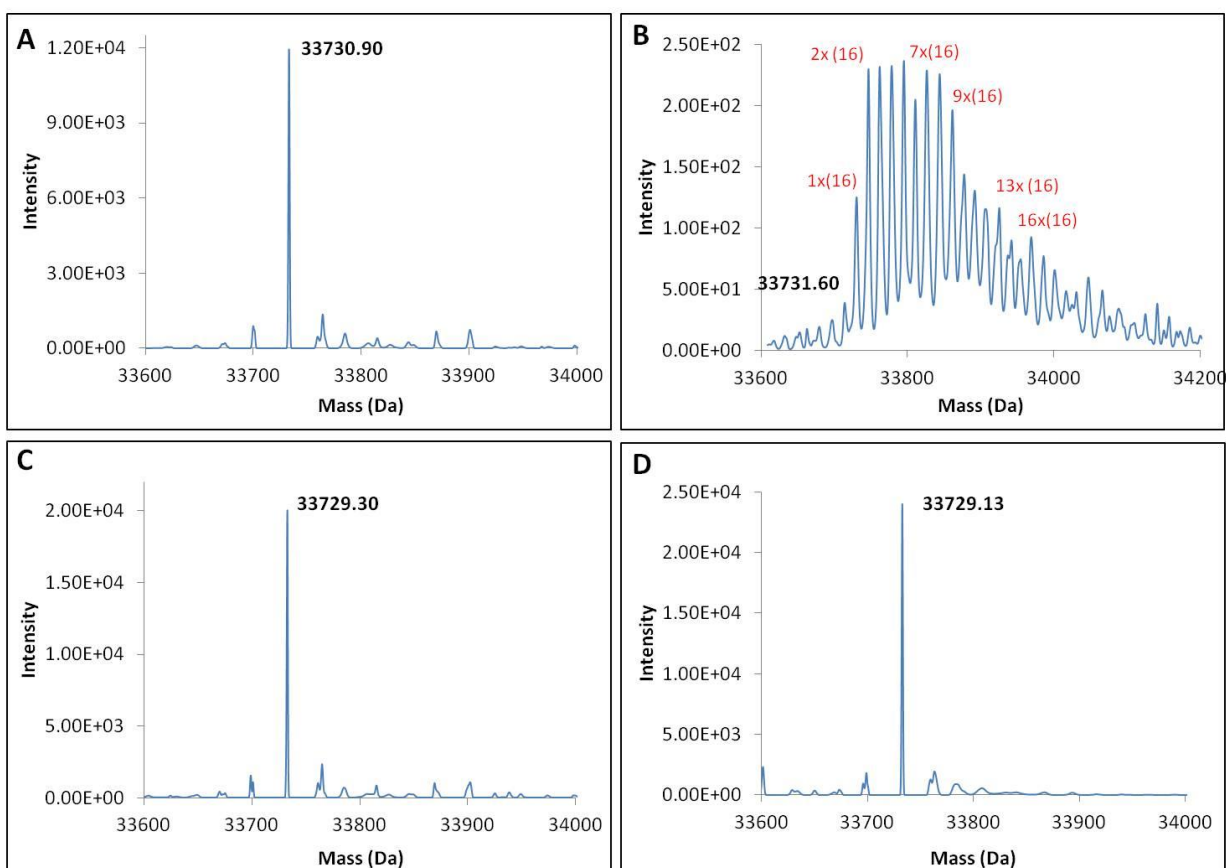 A
33730.90
1.20E+04
9.00E+03
6.00E+03
3.00E+03
0.00E+00
Intensity
33600 33700 33800 33900 34000
Mass (Da)
B
2.50E+02
2.00E+02
1.50E+02
1.00E+02
5.00E+01
0.00E+00
Intensity
2x (16)
7x(16)
9x(16)
1x(16)
13x (16)
16x(16)
33731.60
33600 33800 34000 34200
Mass (Da)
C
33729.30
2.00E+04
1.50E+04
1.00E+04
5.00E+03
0.00E+00
Intensity
33600 33700 33800 33900 34000
Mass (Da)
D
33729.13
2.50E+04
2.00E+04
1.50E+04
1.00E+04
5.00E+03
0.00E+00
Intensity
33600 33700 33800 33900 34000
Mass (Da)